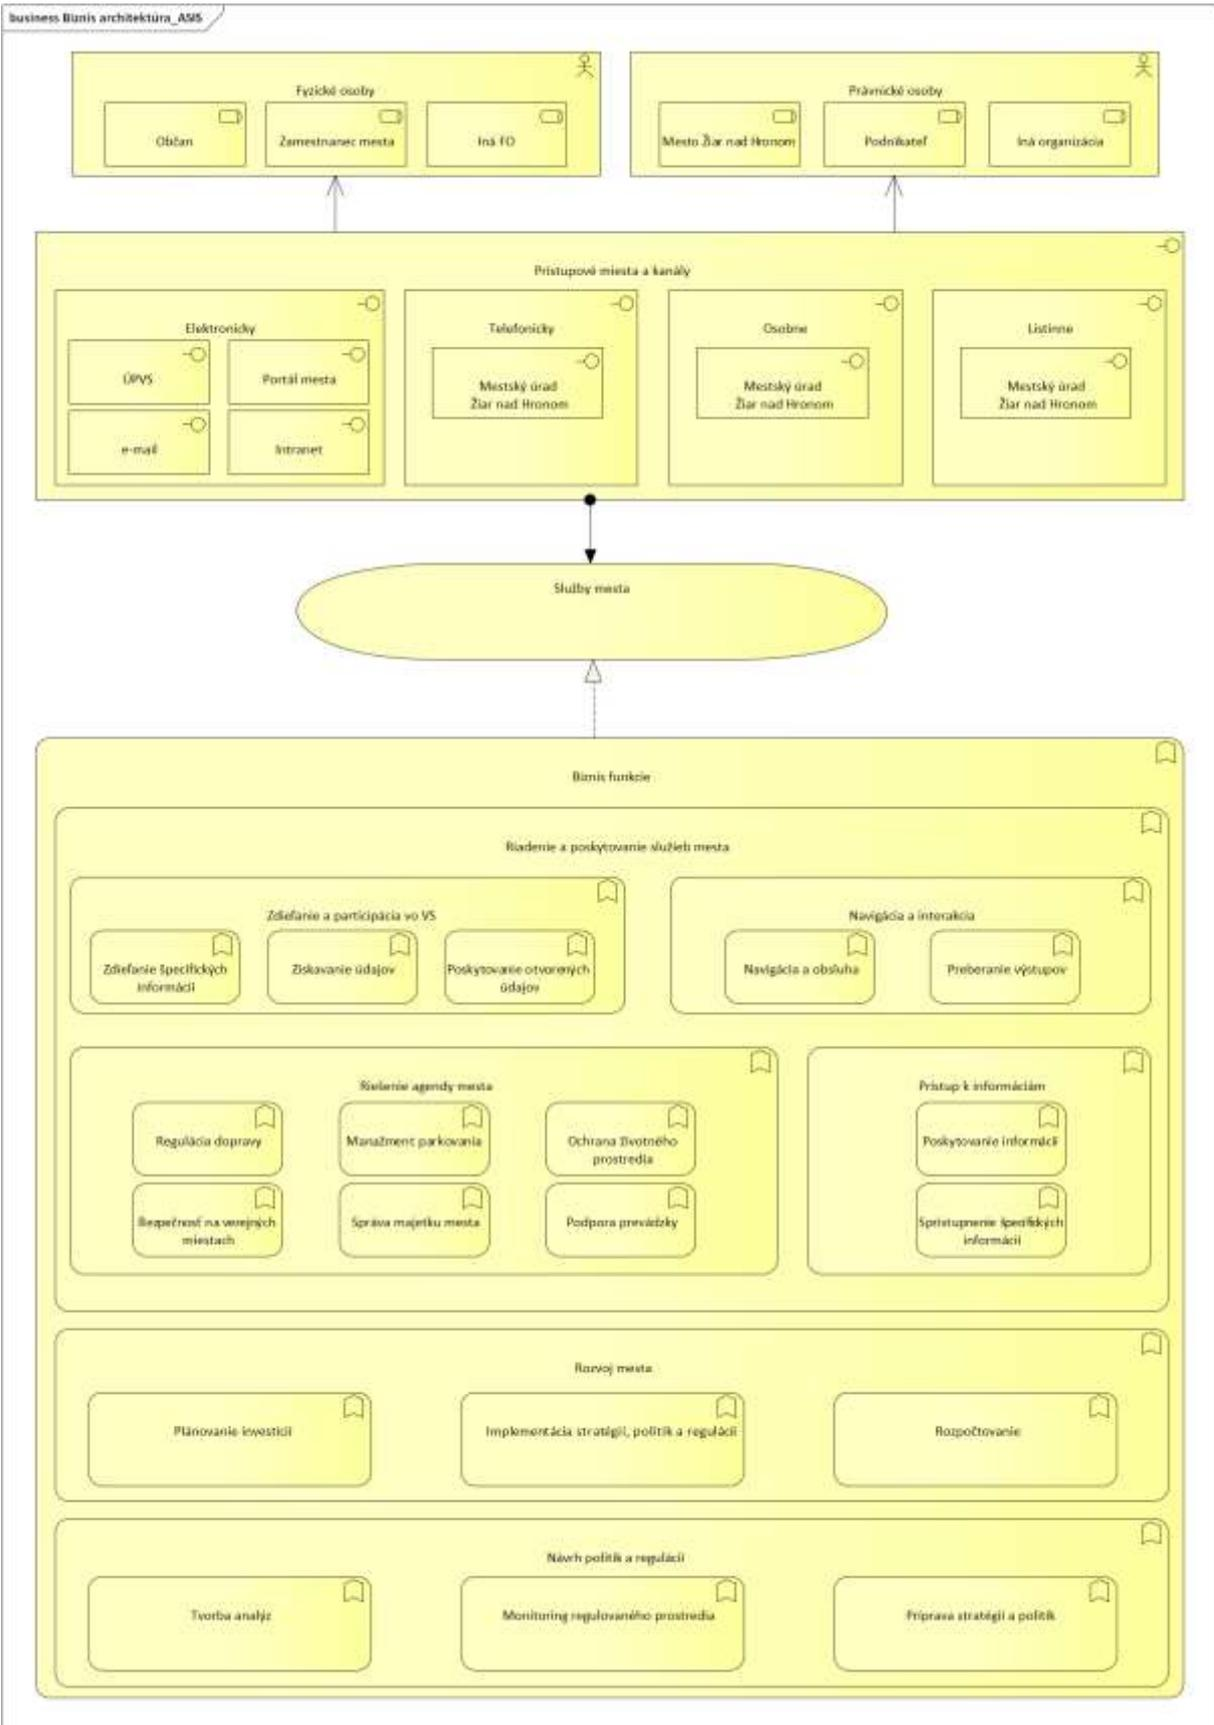 business Biznis architektúra_ASIS
Fyzické osoby
Občan
Zamestnanec mesta
Iná FO
Právnické osoby
Mesto Žiar nad Hronom
Podnikateľ
Iná organizácia
Prístupové miesta a kanály
Elektronicky
ÚPVS
Portál mesta
e-mail
Intranet
Telefonicky
Mestský úrad
Žiar nad Hronom
Osobne
Mestský úrad
Žiar nad Hronom
Listinne
Mestský úrad
Žiar nad Hronom
Služby mesta
Biznis funkcie
Riadenie a poskytovanie služieb mesta
Zdieľanie a participácia vo VS
Zdieľanie špecifických
informácií
Získavanie údajov
Poskytovanie otvorených
údajov
Navigácia a interakcia
Navigácia a obsluha
Preberanie výstupov
Riešenie agendy mesta
Regulácia dopravy
Manažment parkovania
Ochrana životného
prostredia
Bezpečnosť na verejných
miestach
Správa majetku mesta
Podpora prevádzky
Prístup k informáciám
Poskytovanie informácií
Sprístupnenie špecifických
informácií
Rozvoj mesta
Plánovanie investícií
Implementácia stratégií, politík a regulácií
Rozpočtovanie
Návrh politík a regulácií
Tvorba analýz
Monitoring regulovaného prostredia
Príprava stratégií a politík